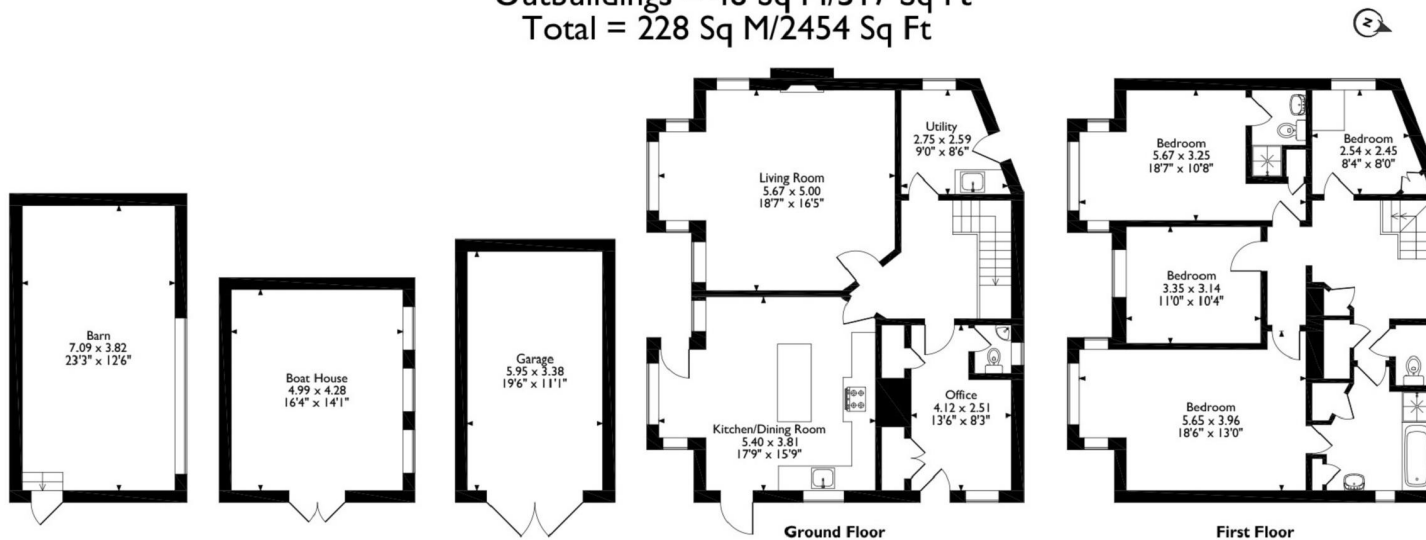 Total = 228 Sq M/2454 Sq Ft
N
Barn
7.09 x 3.82
23'3" x 12'6"
Boat House
4.99 x 4.28
16'4" x 14'1"
Garage
5.95 x 3.38
19'6" x 11'1"
Living Room
5.67 x 5.00
18'7" x 16'5"
Utility
2.75 x 2.59
9'0" x 8'6"
Kitchen/Dining Room
5.40 x 3.81
17'9" x 15'9"
Office
4.12 x 2.51
13'6" x 8'3"
Ground Floor
Bedroom
5.67 x 3.25
18'7" x 10'8"
Bedroom
2.54 x 2.45
8'4" x 8'0"
Bedroom
3.35 x 3.14
11'0" x 10'4"
Bedroom
5.65 x 3.96
18'6" x 13'0"
First Floor